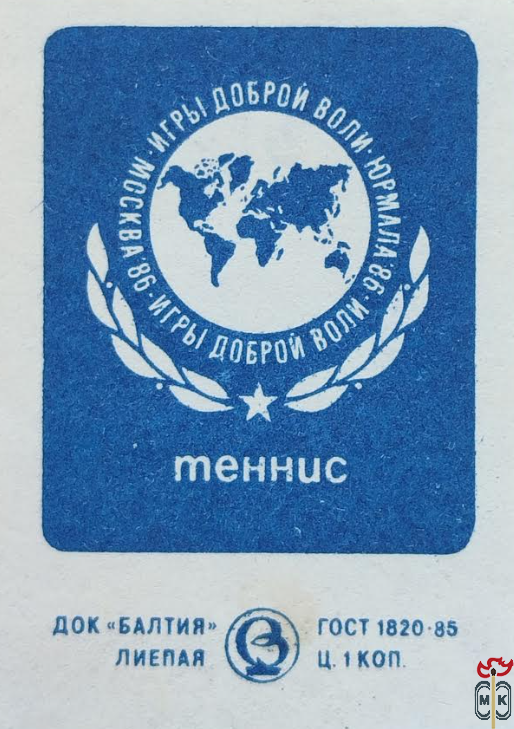 ИГРЫ ДОБРОЙ ВОЛИ · ЮРМАЛА '86 ·
ИГРЫ ДОБРОЙ ВОЛИ · МОСКВА '86 ·
теннис
ДОК «БАЛТИЯ»
ЛИЕПАЯ
ГОСТ 1820-85
Ц. 1 КОП.
МК